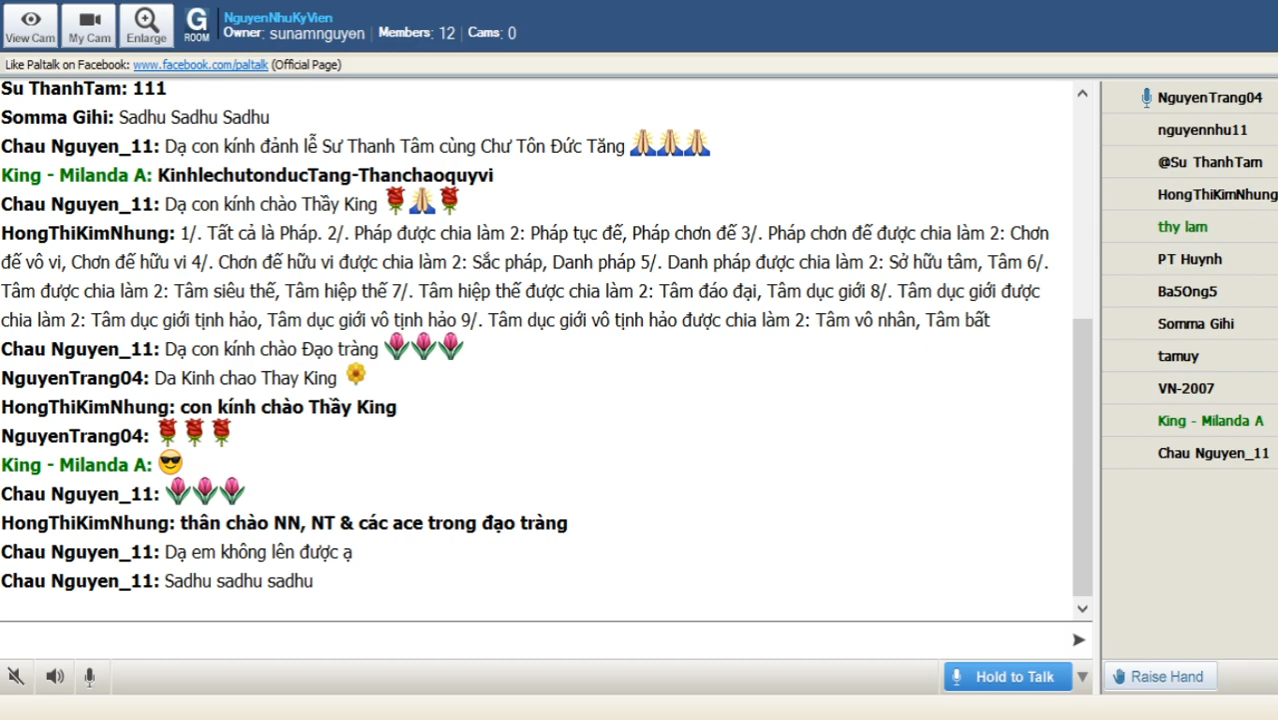 NguyenNhuKyVien
View Cam My Cam Enlarge G ROOM Owner: sunamnguyen | Members: 12 | Cams: 0
Like Paltalk on Facebook: www.facebook.com/paltalk (Official Page)
Su ThanhTam: 111
Somma Gihi: Sadhu Sadhu Sadhu
Chau Nguyen_11: Dạ con kính đảnh lễ Sư Thanh Tâm cùng Chư Tôn Đức Tăng
King - Milanda A: KinhlechutonducTang-Thanchaoquyvi
Chau Nguyen_11: Dạ con kính chào Thầy King
HongThiKimNhung: 1/. Tất cả là Pháp. 2/. Pháp được chia làm 2: Pháp tục đế, Pháp chơn đế 3/. Pháp chơn đế được chia làm 2: Chơn
đế vô vi, Chơn đế hữu vi 4/. Chơn đế hữu vi được chia làm 2: Sắc pháp, Danh pháp 5/. Danh pháp được chia làm 2: Sở hữu tâm, Tâm 6/.
Tâm được chia làm 2: Tâm siêu thế, Tâm hiệp thế 7/. Tâm hiệp thế được chia làm 2: Tâm đáo đại, Tâm dục giới 8/. Tâm dục giới được
chia làm 2: Tâm dục giới tịnh hảo, Tâm dục giới vô tịnh hảo 9/. Tâm dục giới vô tịnh hảo được chia làm 2: Tâm vô nhân, Tâm bất
Chau Nguyen_11: Dạ con kính chào Đạo tràng
NguyenTrang04: Da Kinh chao Thay King
HongThiKimNhung: con kính chào Thầy King
NguyenTrang04:
King - Milanda A:
Chau Nguyen_11:
HongThiKimNhung: thân chào NN, NT & các ace trong đạo tràng
Chau Nguyen_11: Dạ em không lên được ạ
Chau Nguyen_11: Sadhu sadhu sadhu
NguyenTrang04
nguyennhu11
@Su ThanhTam
HongThiKimNhung
thy lam
PT Huynh
Ba5Ong5
Somma Gihi
tamuy
VN-2007
King - Milanda A
Chau Nguyen_11
Hold to Talk
Raise Hand